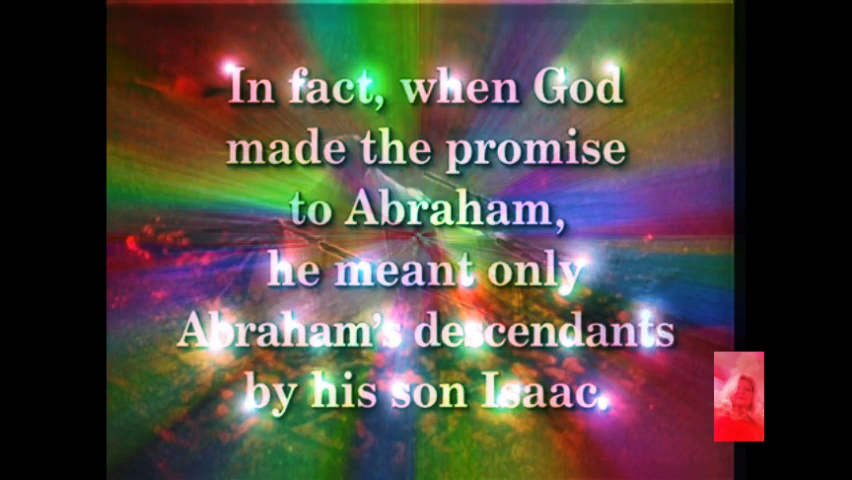 In fact, when God
made the promise
to Abraham,
he meant only
Abraham's descendants
by his son Isaac.